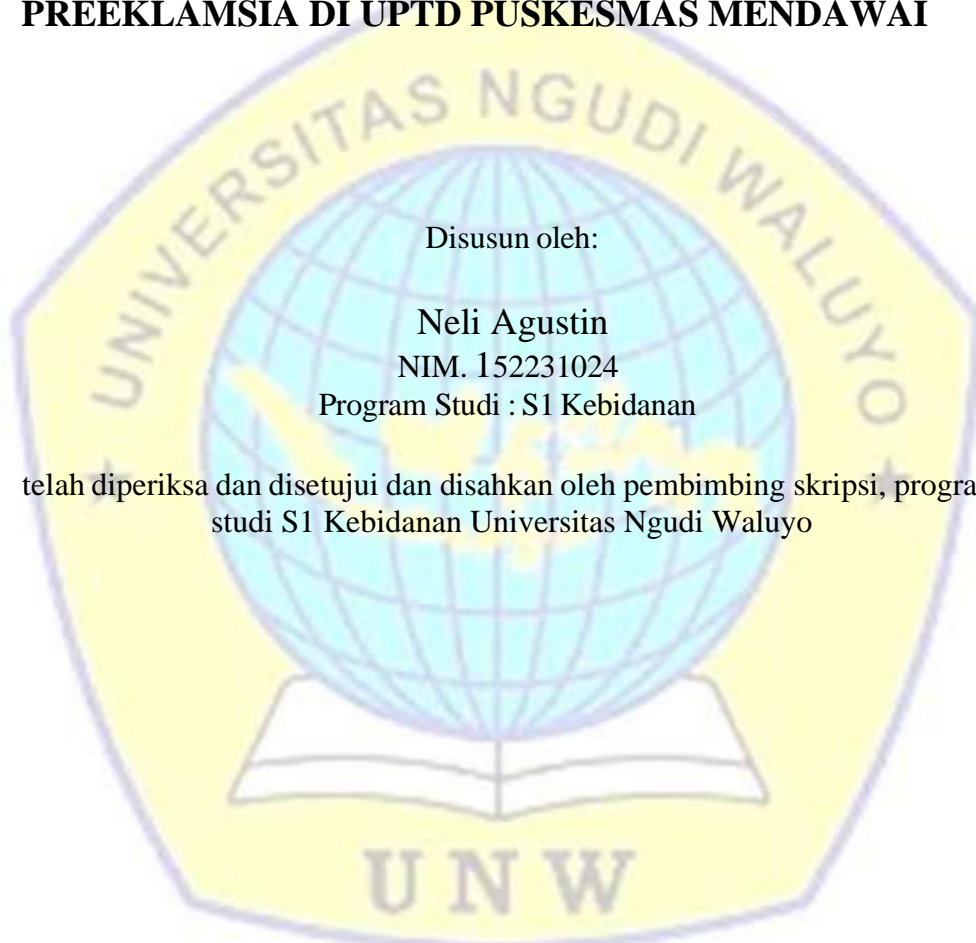 PREEKLAMSIA DI UPTD PUSKESMAS MENDAWAI
UNIVERSITAS NGUDI WALUYO
Disusun oleh:
Neli Agustin
NIM. 152231024
Program Studi : S1 Kebidanan
telah diperiksa dan disetujui dan disahkan oleh pembimbing skripsi, progra
studi S1 Kebidanan Universitas Ngudi Waluyo
UNW